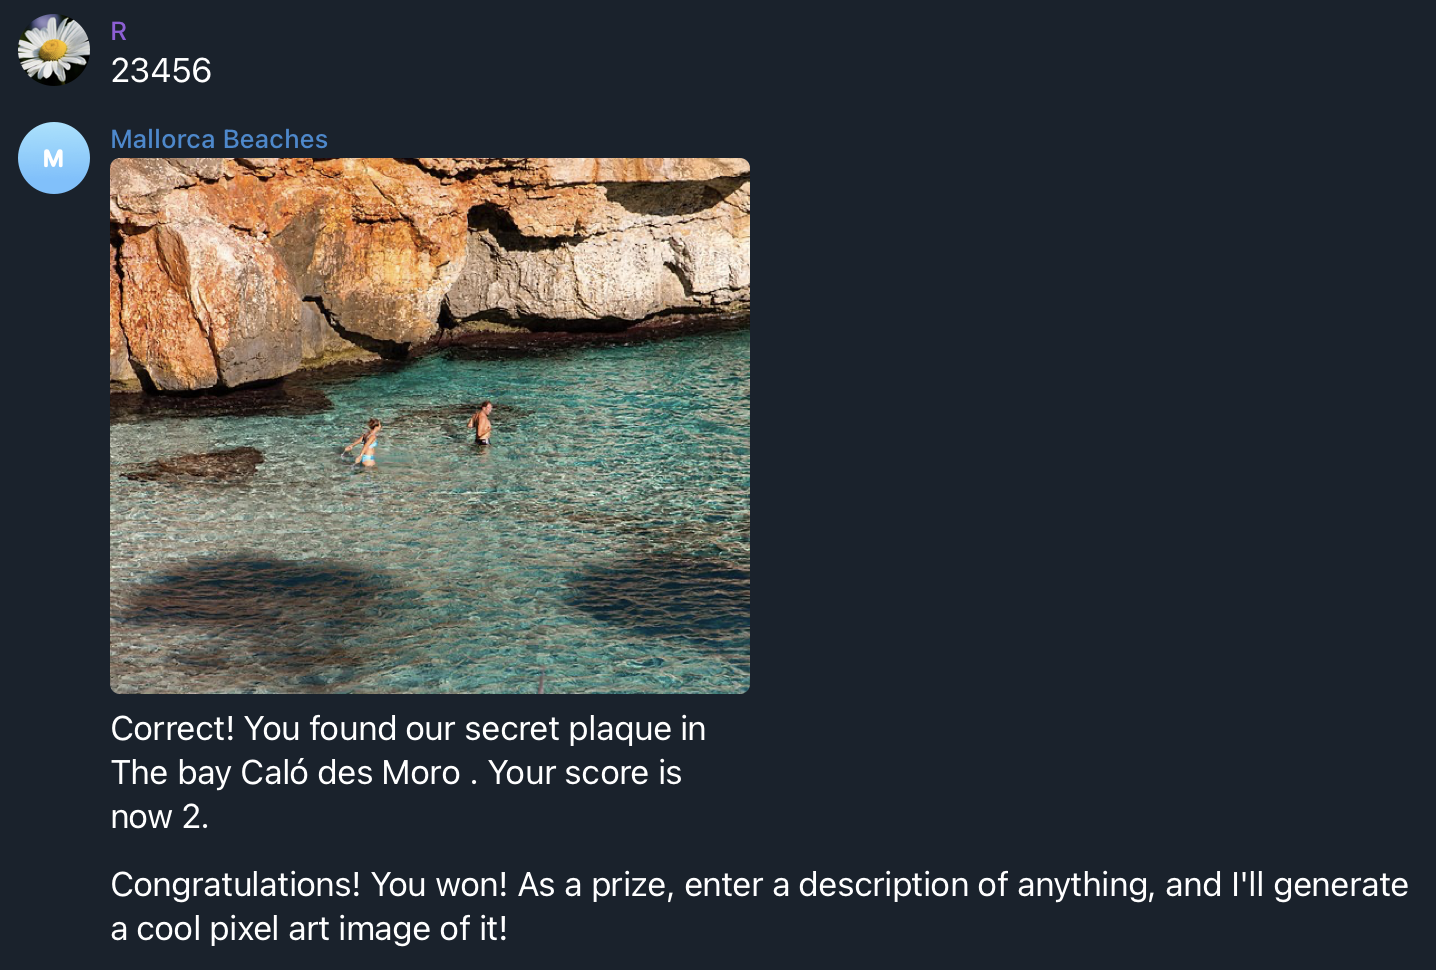 R
23456
M
Mallorca Beaches
Correct! You found our secret plaque in
The bay Caló des Moro . Your score is
now 2.
Congratulations! You won! As a prize, enter a description of anything, and I'll generate
a cool pixel art image of it!